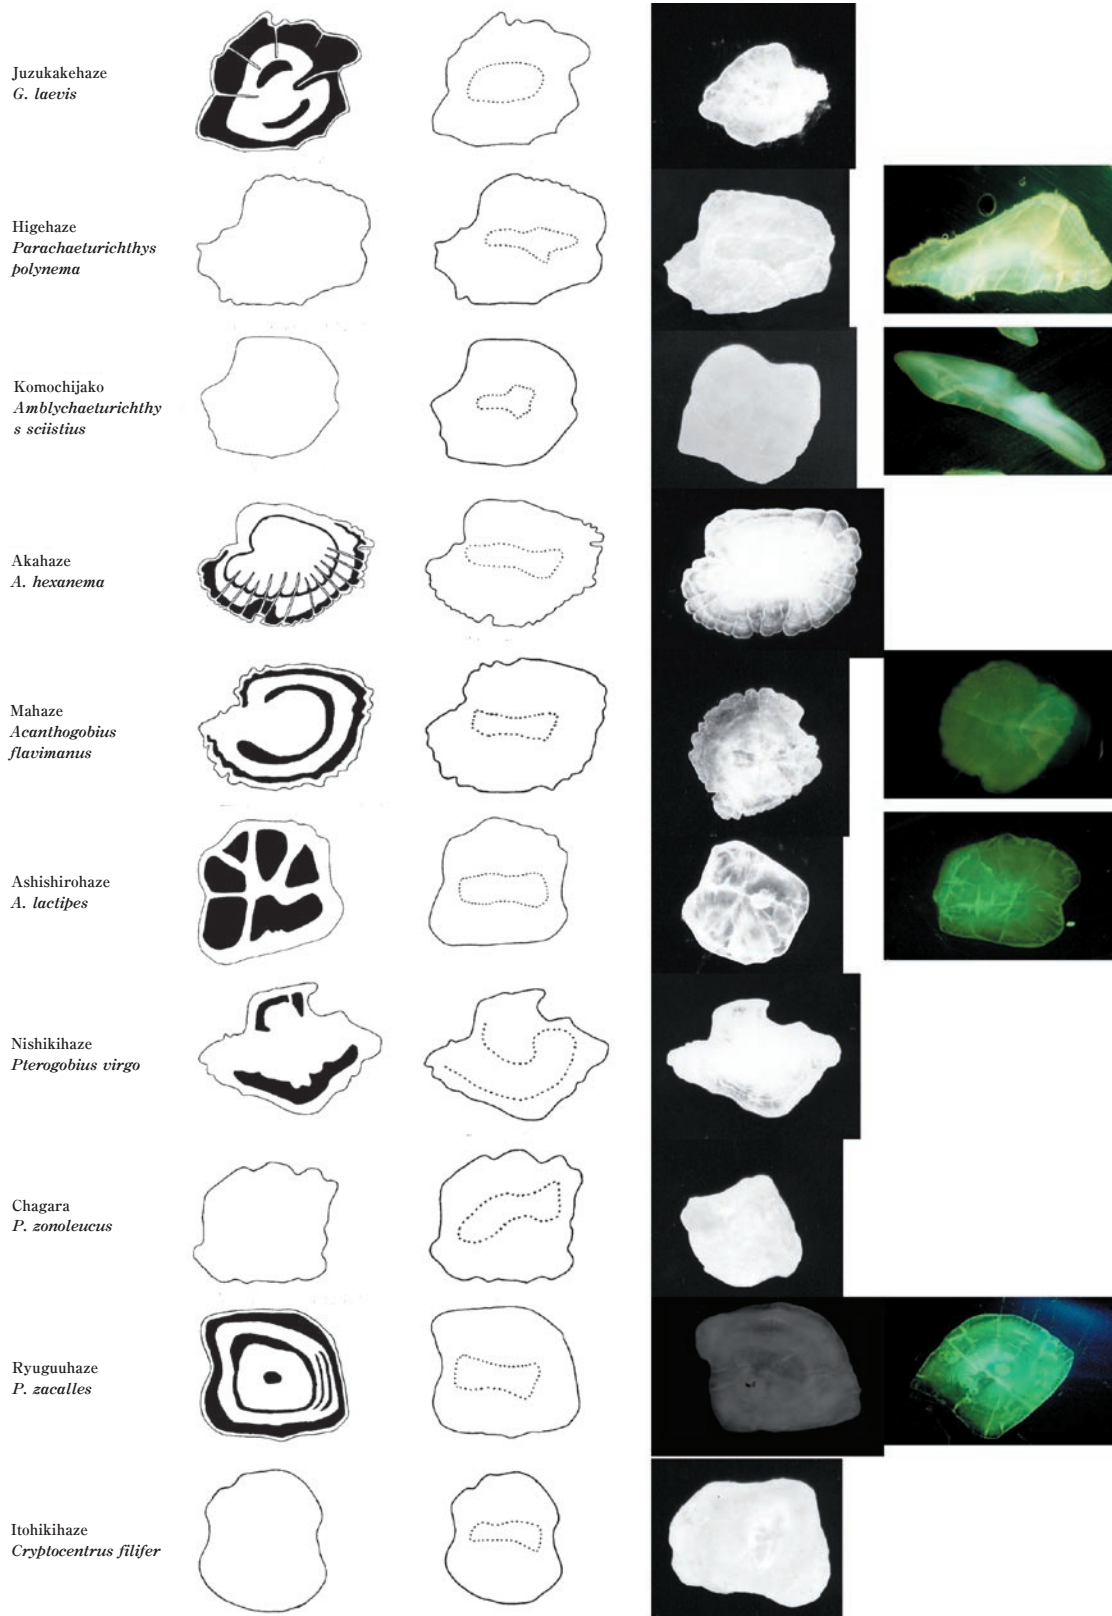 Juzukakehaze
G. laevis
Higehaze
Parachaeturichthys
polynema
Komochijako
Amblychaeturichthy
s sciistius
Akahaze
A. hexanema
Mahaze
Acanthogobius
flavimanus
Ashishirohaze
A. lactipes
Nishikihaze
Pterogobius virgo
Chagara
P. zonoleucus
Ryuguuhaze
P. zacalles
Itohikihaze
Cryptocentrus filifer